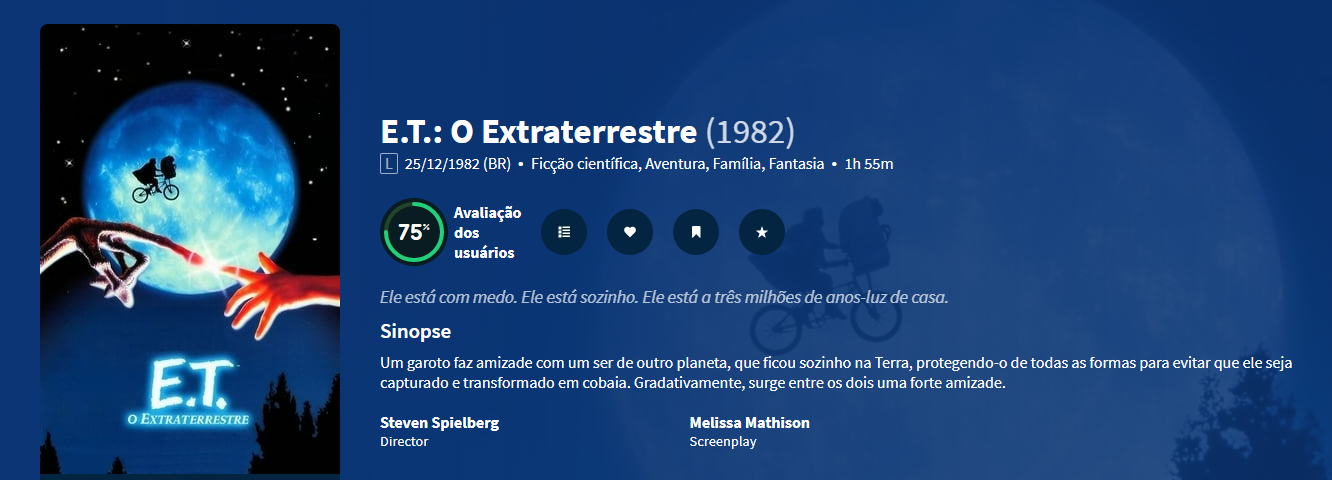 E.T.
O EXTRATERRESTRE
E.T.: O Extraterrestre (1982)
L 25/12/1982 (BR) • Ficção científica, Aventura, Família, Fantasia • 1h 55m
75%
Avaliação
dos
usuários
Ele está com medo. Ele está sozinho. Ele está a três milhões de anos-luz de casa.
Sinopse
Um garoto faz amizade com um ser de outro planeta, que ficou sozinho na Terra, protegendo-o de todas as formas para evitar que ele seja
capturado e transformado em cobaia. Gradativamente, surge entre os dois uma forte amizade.
Steven Spielberg
Director
Melissa Mathison
Screenplay